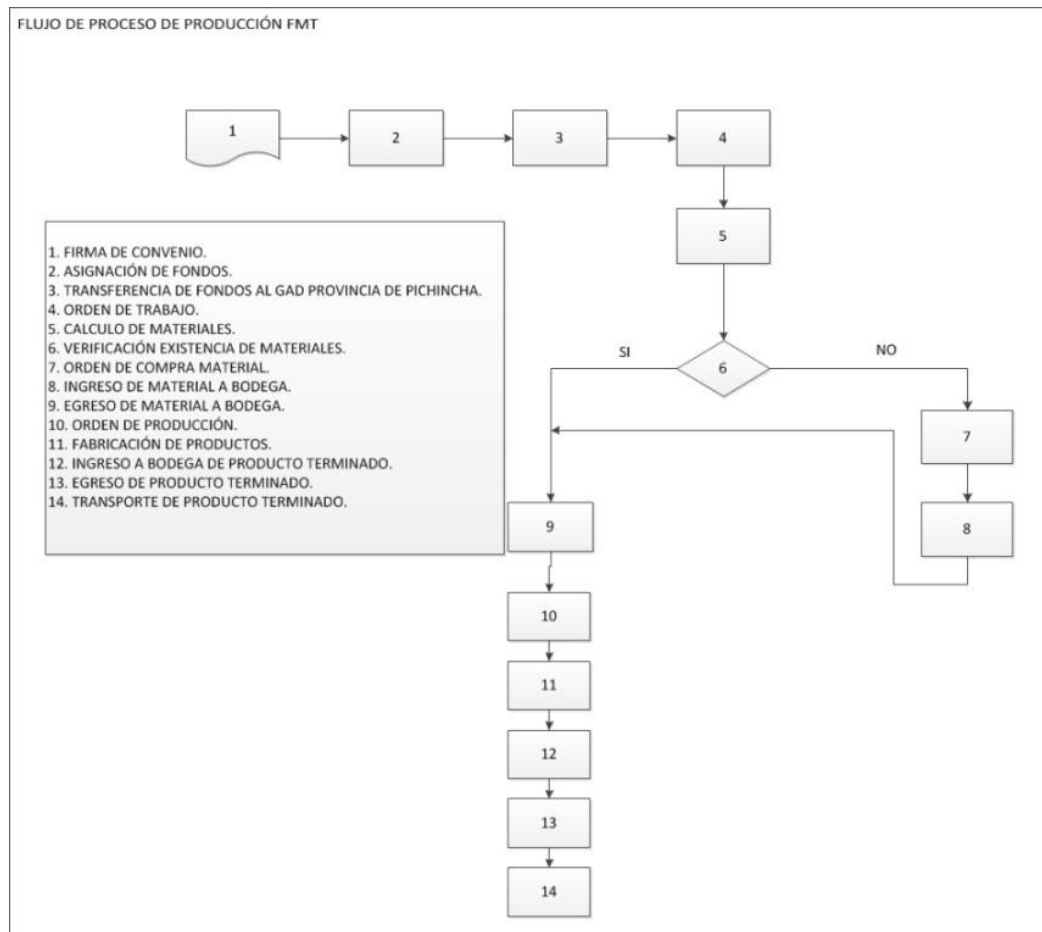 FLUJO DE PROCESO DE PRODUCCIÓN FMT
1
2
3
4
5
1. FIRMA DE CONVENIO.
2. ASIGNACIÓN DE FONDOS.
3. TRANSFERENCIA DE FONDOS AL GAD PROVINCIA DE PICHINCHA.
4. ORDEN DE TRABAJO.
5. CALCULO DE MATERIALES.
6. VERIFICACIÓN EXISTENCIA DE MATERIALES.
7. ORDEN DE COMPRA MATERIAL.
8. INGRESO DE MATERIAL A BODEGA.
9. EGRESO DE MATERIAL A BODEGA.
10. ORDEN DE PRODUCCIÓN.
11. FABRICACIÓN DE PRODUCTOS.
12. INGRESO A BODEGA DE PRODUCTO TERMINADO.
13. EGRESO DE PRODUCTO TERMINADO.
14. TRANSPORTE DE PRODUCTO TERMINADO.
SI
NO
6
7
8
9
10
11
12
13
14